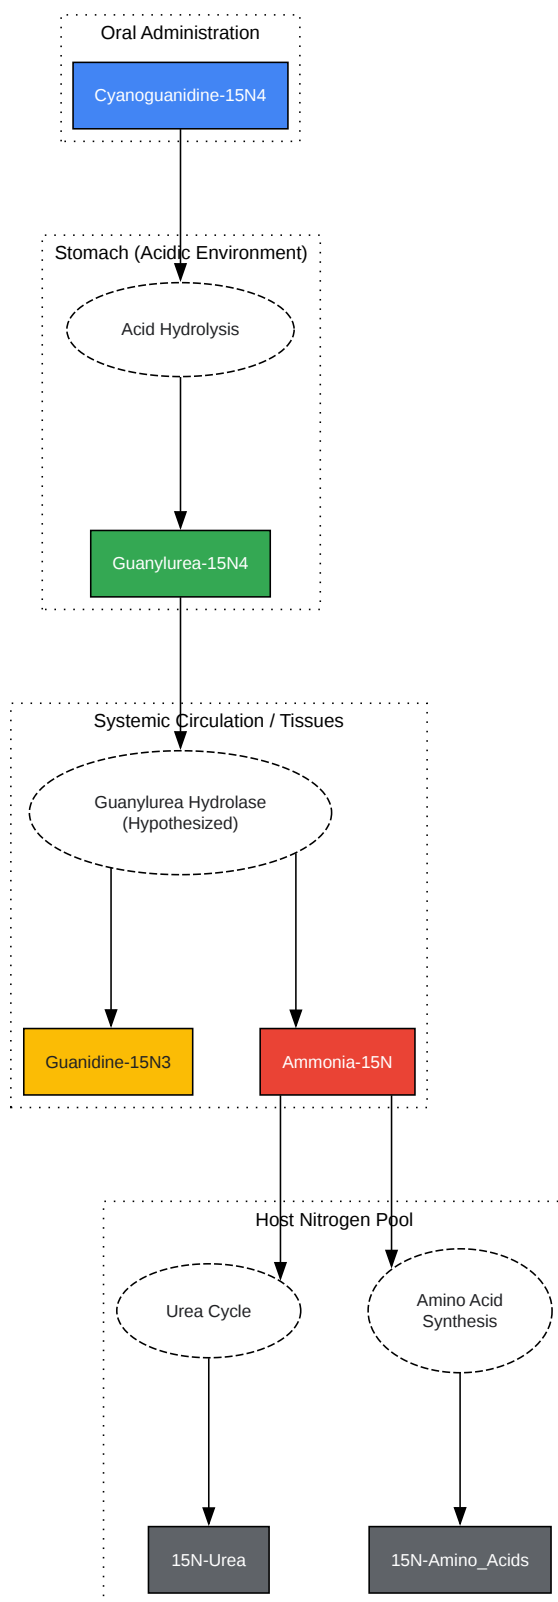 Oral Administration
Cyanoguanidine-15N4
Stomach (Acidic Environment)
Acid Hydrolysis
Guanylurea-15N4
Systemic Circulation / Tissues
Guanylurea Hydrolase
(Hypothesized)
Guanidine-15N3
Ammonia-15N
Host Nitrogen Pool
Urea Cycle
Amino Acid
Synthesis
15N-Urea
15N-Amino_Acids